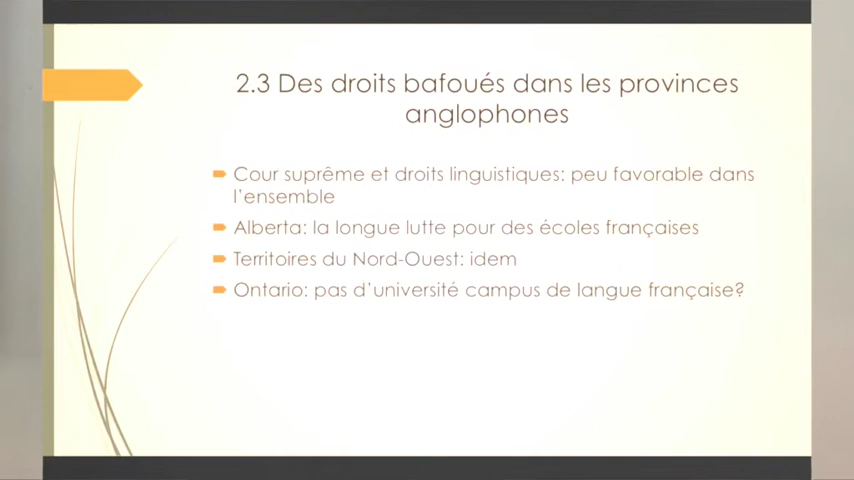 2.3 Des droits bafoués dans les provinces
anglophones
Cour suprême et droits linguistiques: peu favorable dans
l'ensemble
Alberta: la longue lutte pour des écoles françaises
Territoires du Nord-Ouest: idem
Ontario: pas d'université campus de langue française?